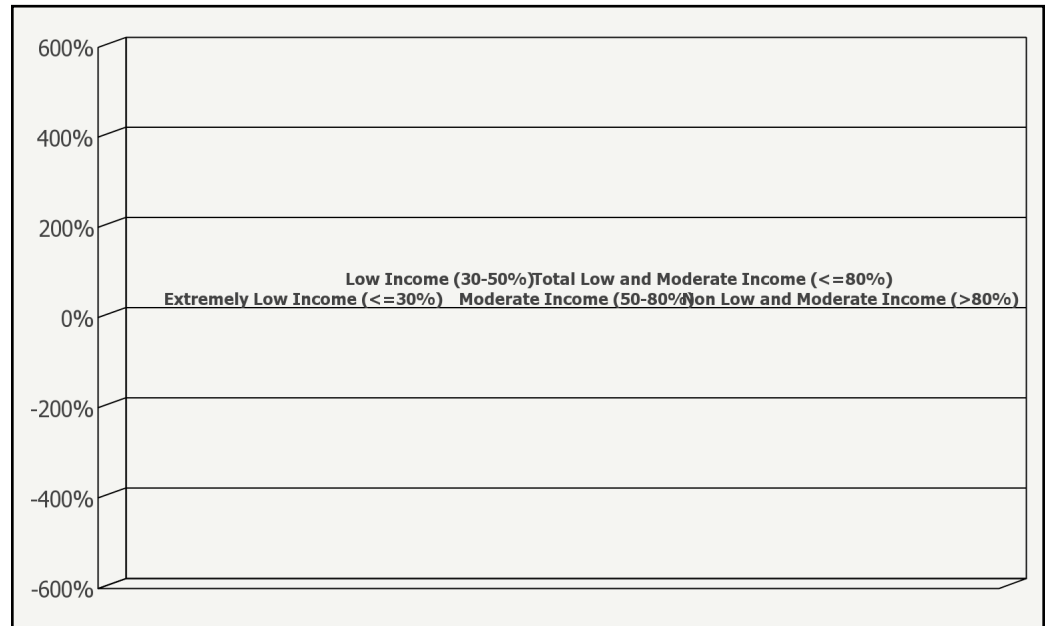 600%
400%
200%
Low Income (30-50%)
Total Low and Moderate Income (<=80%)
Extremely Low Income (<=30%)
Moderate Income (50-80%)
Non Low and Moderate Income (>80%)
0%
-200%
-400%
-600%